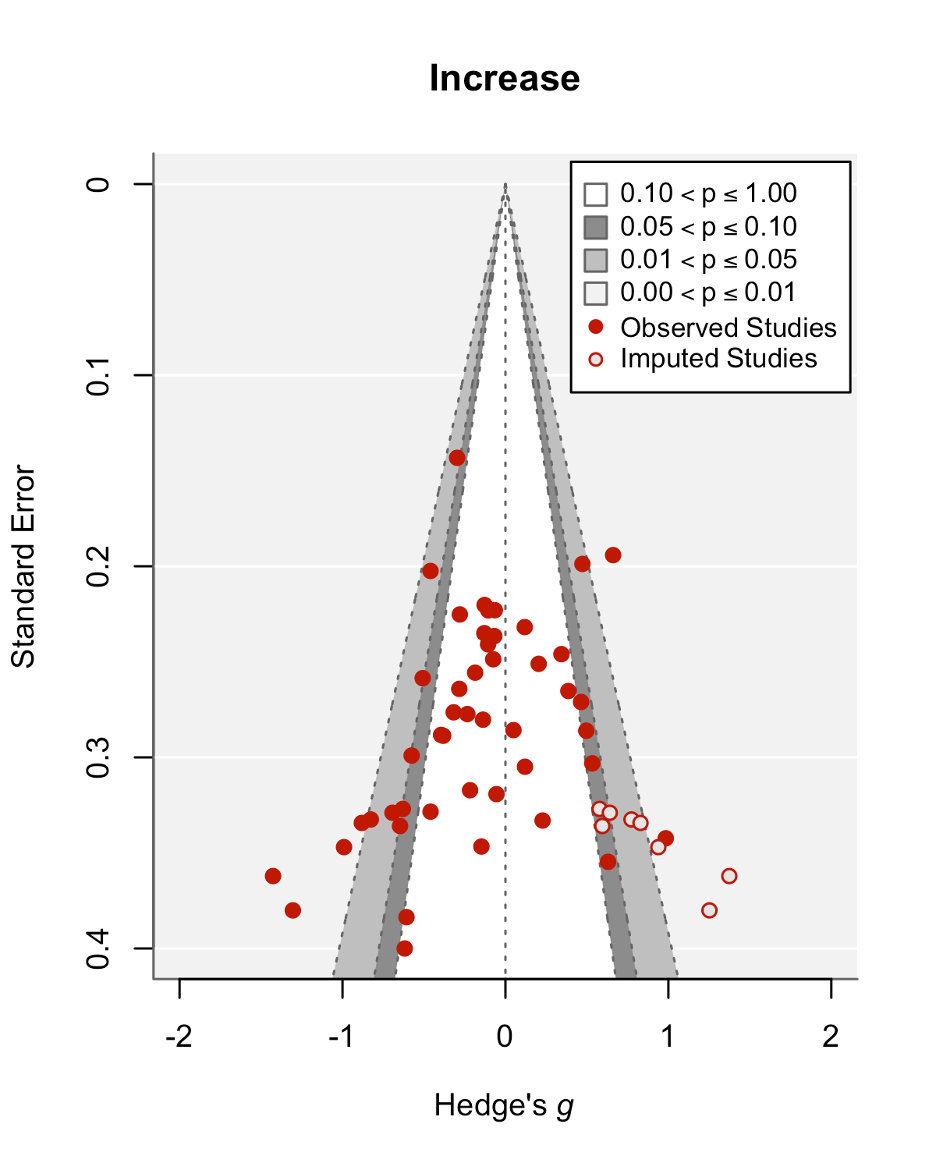 Increase
0.10 < p ≤ 1.00
0.05 < p ≤ 0.10
0.01 < p ≤ 0.05
0.00 < p ≤ 0.01
Observed Studies
Imputed Studies
Standard Error
0
0.1
0.2
0.3
0.4
-2 -1 0 1 2
Hedge's g